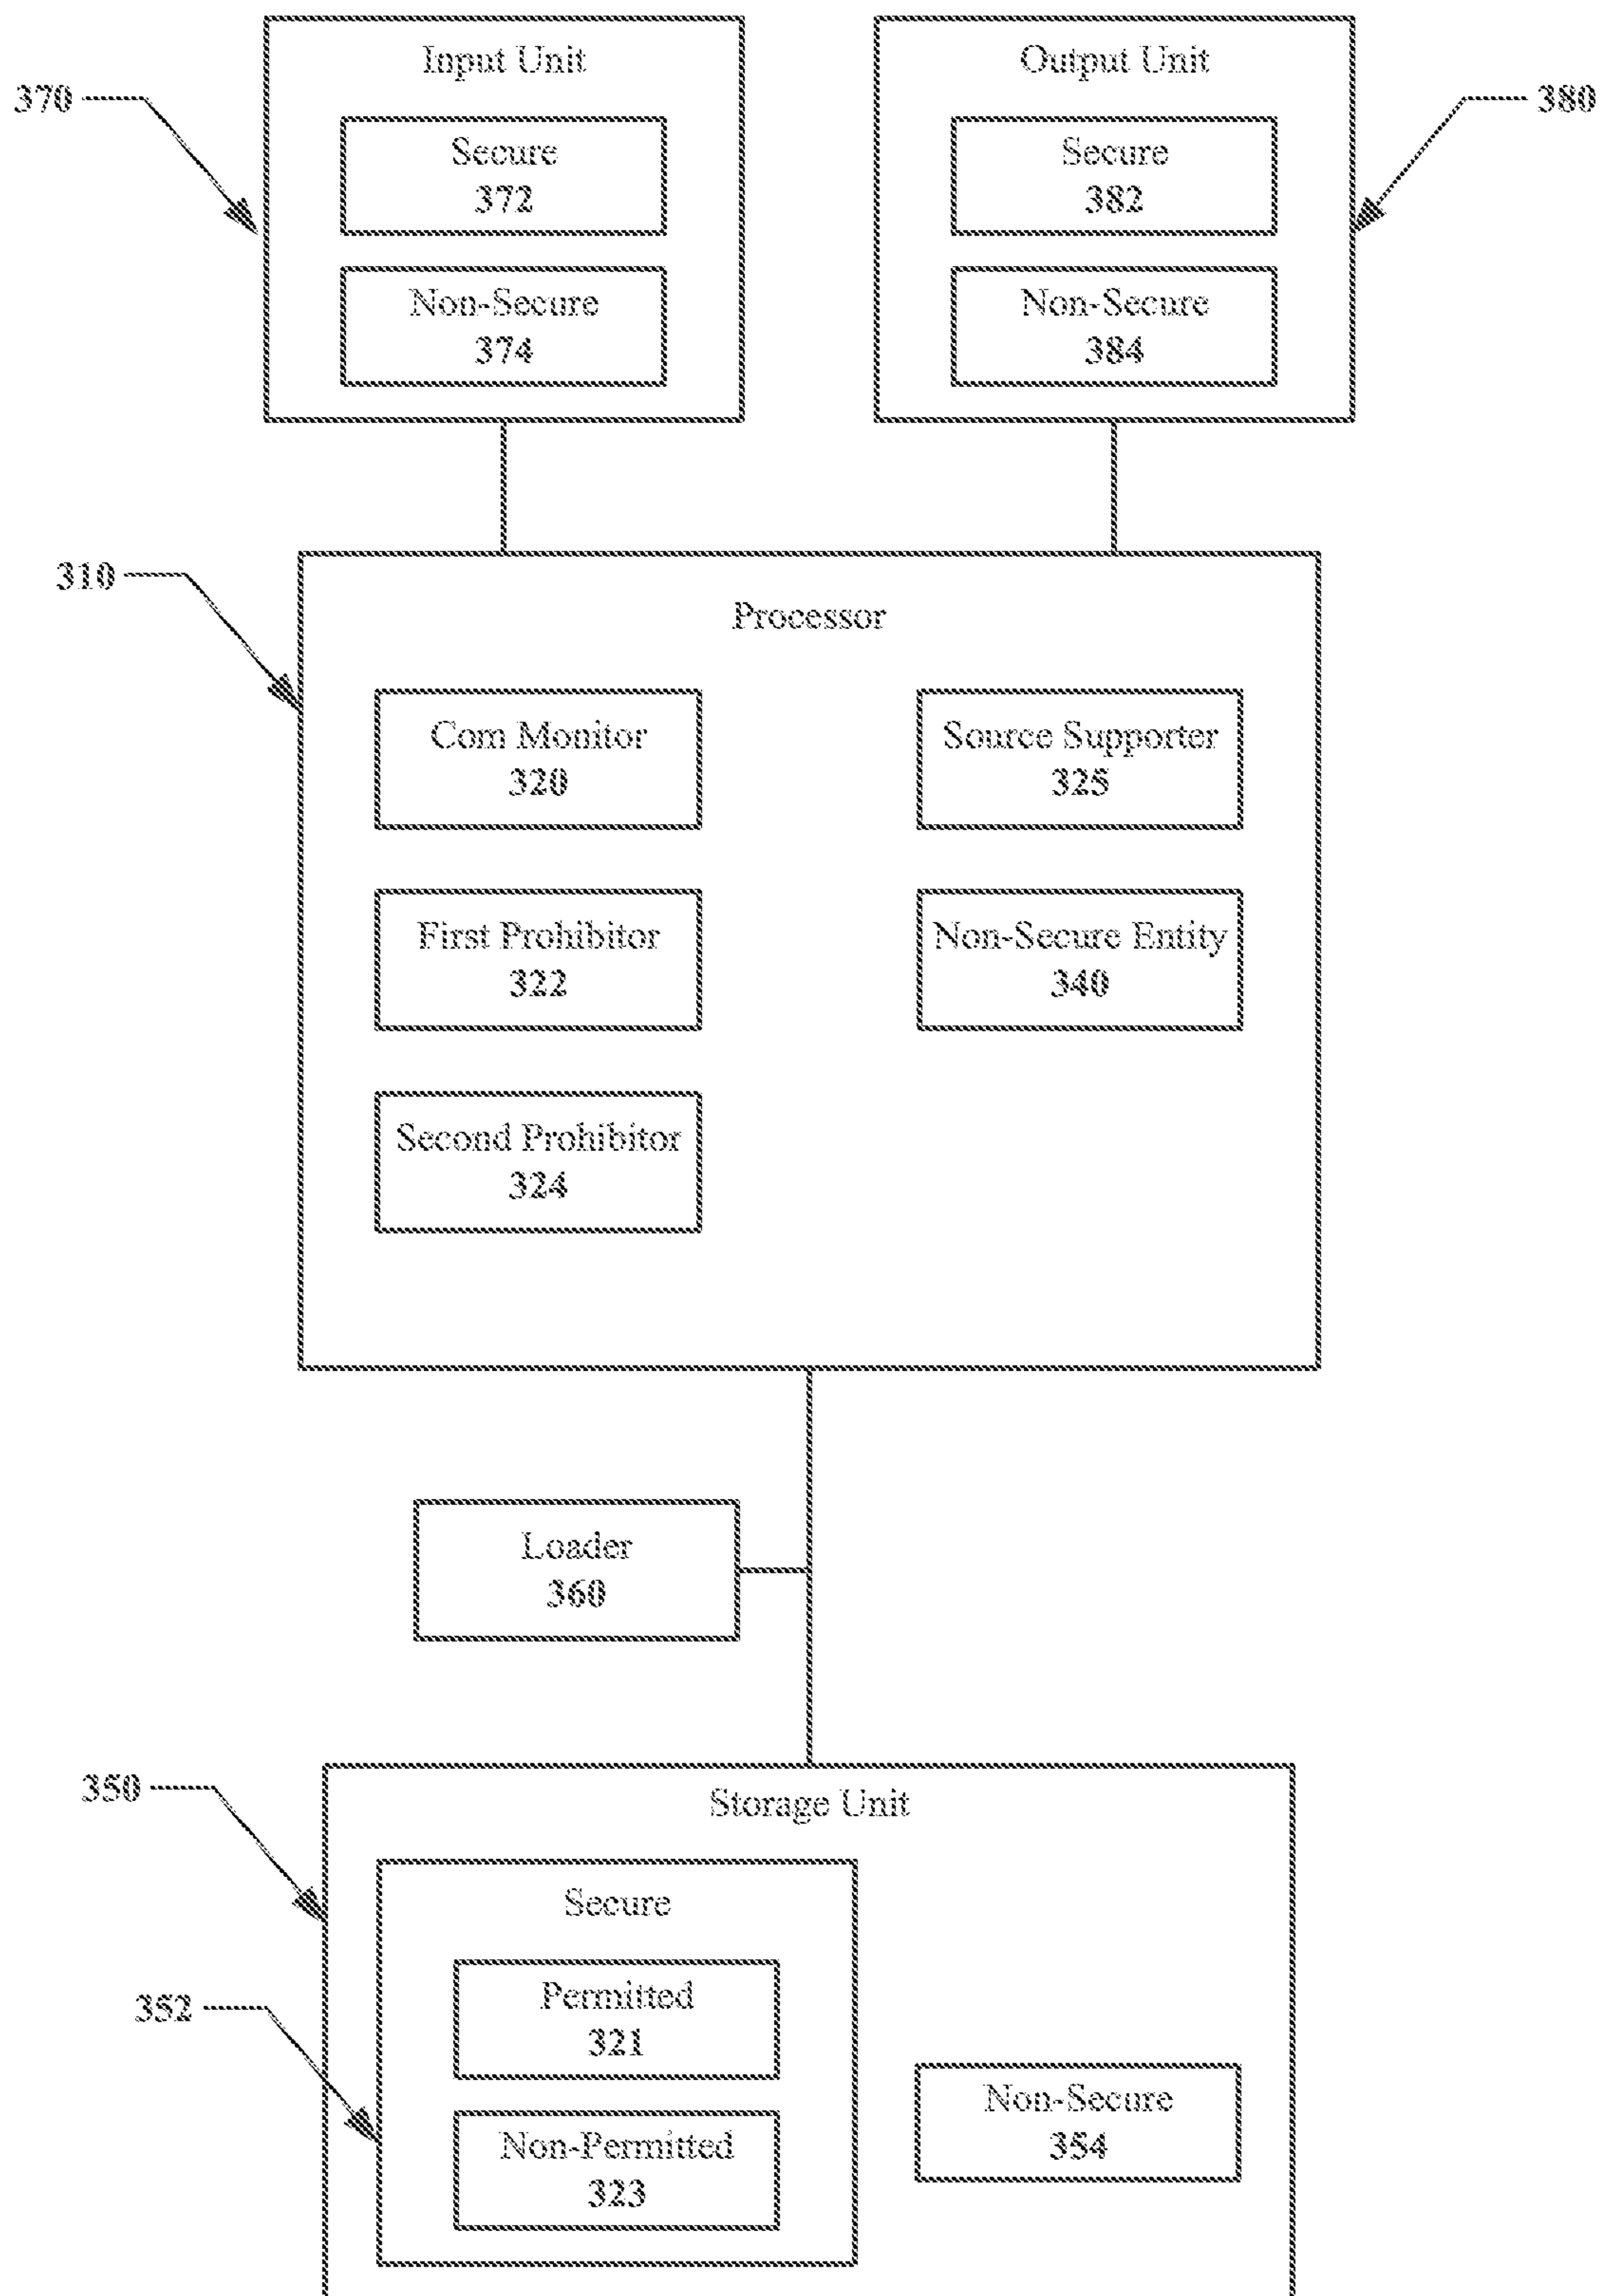 Input Unit
Output Unit
370
380
Secure
372
Secure
382
Non-Secure
374
Non-Secure
384
310
Processor
Com Monitor
320
Source Supporter
325
First Prohibitor
322
Non-Secure Entity
340
Second Prohibitor
324
Loader
360
350
Storage Unit
Secure
352
Permitted
321
Non-Permitted
323
Non-Secure
354